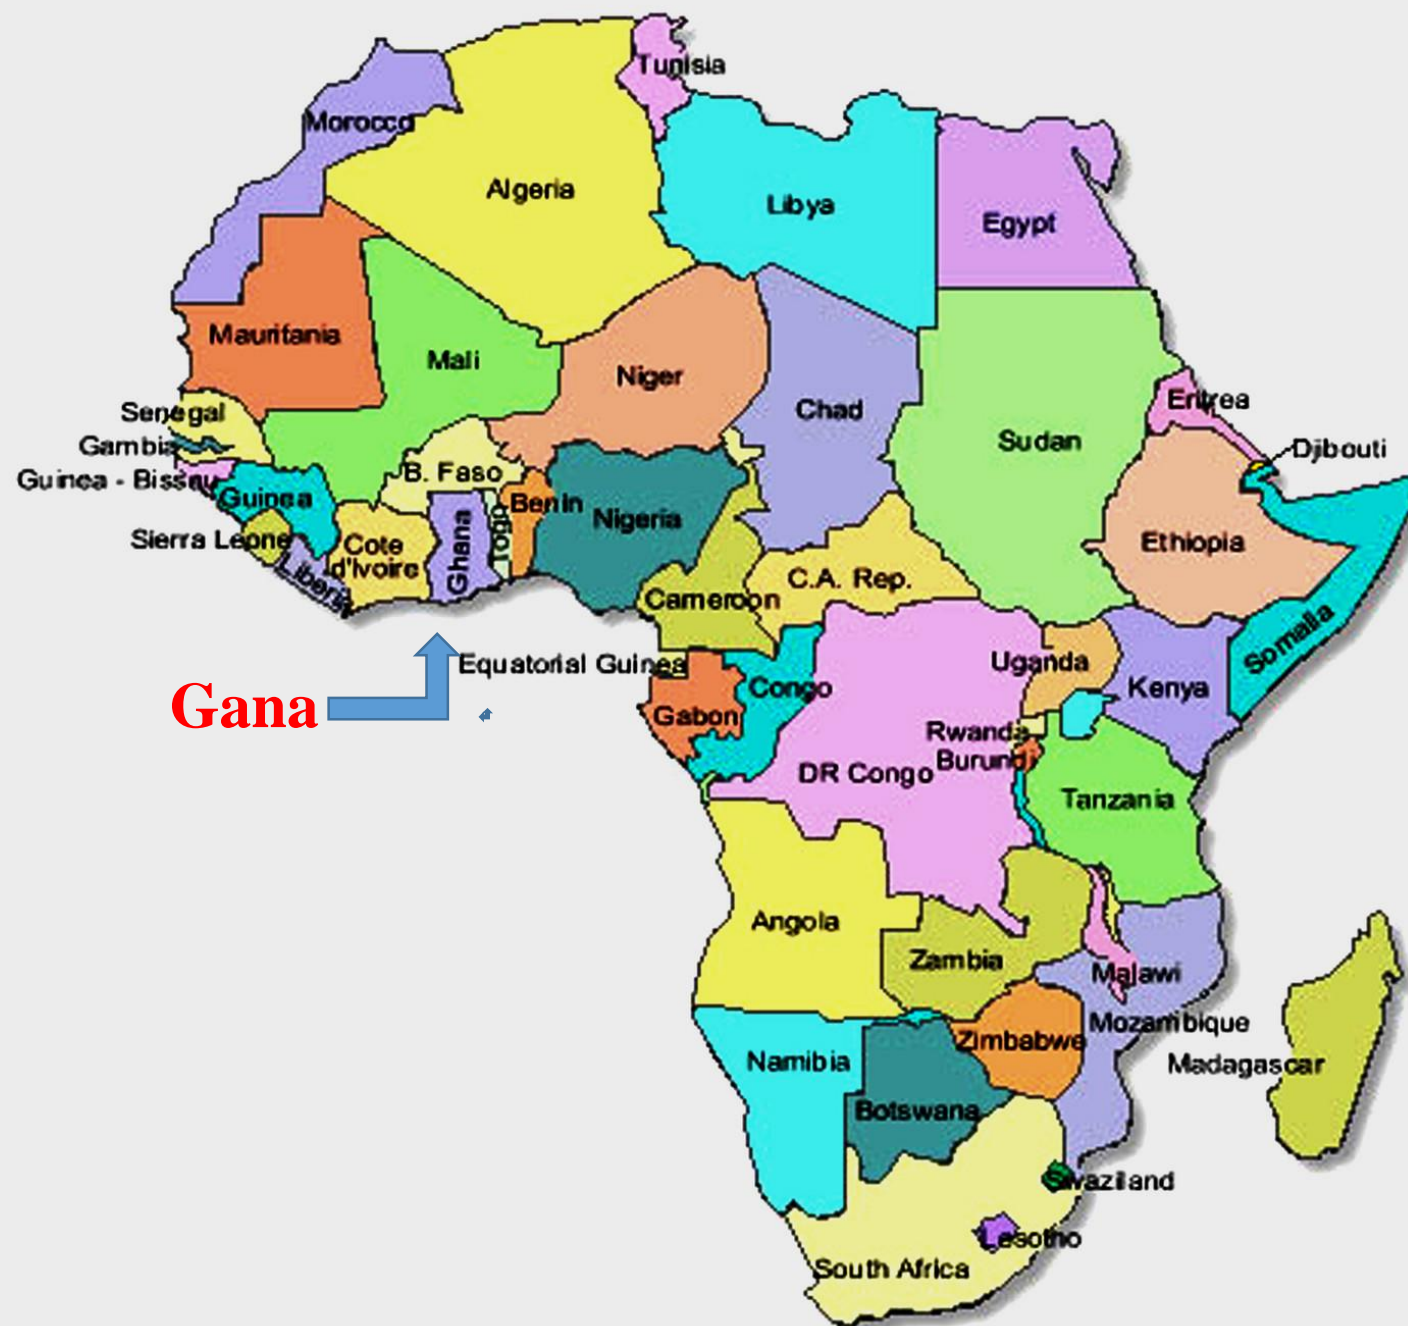 Tunisia
Morocco
Algeria
Libya
Egypt
Mauritania
Mali
Niger
Chad
Sudan
Eritrea
Senegal
Gambia
Djibouti
Guinea - Bissau
B. Faso
Guinea
Benin
Togo
Nigeria
Ghana
Sierra Leone
Cote
d'Ivoire
Liberia
Ethiopia
C.A. Rep.
Cameroon
Somalia
Equatorial Guinea
Uganda
Congo
Kenya
Gana
Gabon
Rwanda
Burundi
DR Congo
Tanzania
Angola
Zambia
Malawi
Mozambique
Zimbabwe
Namibia
Madagascar
Botswana
Swaziland
Lesotho
South Africa